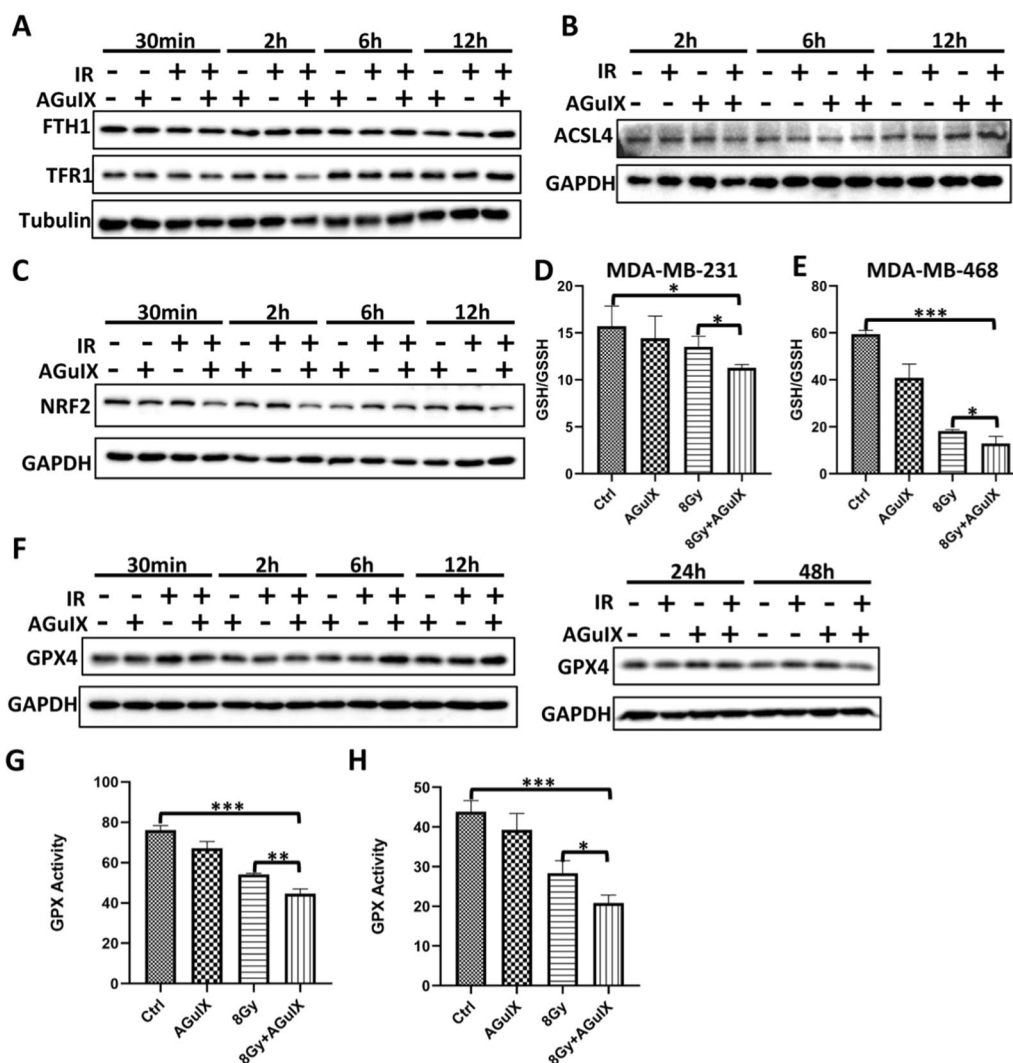 A
30min 2h 6h 12h
IR - - + + - + + - + + - + +
AGuIX - + - + + - + + - + + - +
FTH1
TFR1
Tubulin
B
2h 6h 12h
IR - + - + - + - + - + - +
AGuIX - - + + - - + + - - + +
ACSL4
GAPDH
C
30min 2h 6h 12h
IR - - + + - + + - + + - + +
AGuIX - + - + + - + + - + + - +
NRF2
GAPDH
D
MDA-MB-231
GSH/GSSH
20
15
10
5
0
*
*
Ctrl AGuIX 8Gy 8Gy+AGuIX
E
MDA-MB-468
GSH/GSSH
80
60
40
20
0
***
*
Ctrl AGuIX 8Gy 8Gy+AGuIX
F
30min 2h 6h 12h
IR - - + + - + + - + + - + +
AGuIX - + - + + - + + - + + - +
GPX4
GAPDH
24h 48h
IR - + - + - + - +
AGuIX - - + + - - + +
GPX4
GAPDH
G
GPX Activity
100
80
60
40
20
0
***
**
Ctrl AGuIX 8Gy 8Gy+AGuIX
H
GPX Activity
50
40
30
20
10
0
***
*
Ctrl AGuIX 8Gy 8Gy+AGuIX